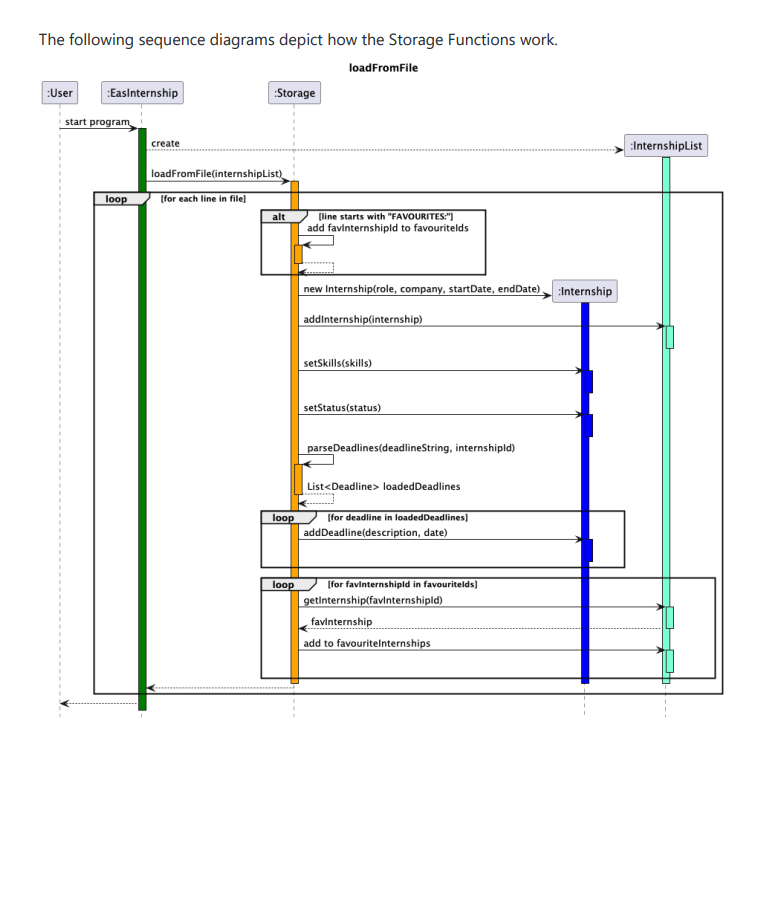 The following sequence diagrams depict how the Storage Functions work.
loadFromFile
:User
:EasInternship
:Storage
start program
create
:InternshipList
loadFromFile(internshipList)
loop
[for each line in file]
alt
[line starts with "FAVOURITES:"]
add favInternshipId to favouriteIds
new Internship(role, company, startDate, endDate)
:Internship
addInternship(internship)
setSkills(skills)
setStatus(status)
parseDeadlines(deadlineString, internshipId)
List<Deadline> loadedDeadlines
loop
[for deadline in loadedDeadlines]
addDeadline(description, date)
loop
[for favInternshipId in favouriteIds]
getInternship(favInternshipId)
favInternship
add to favouriteInternships